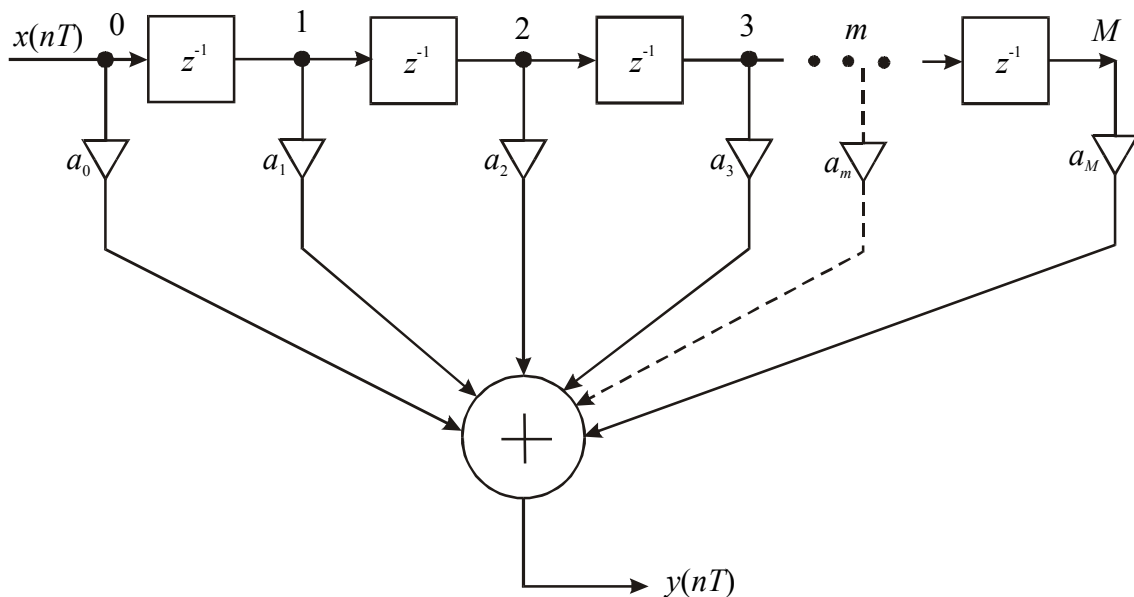 x(nT) 0 1 2 3 m M
z⁻¹ z⁻¹ z⁻¹ z⁻¹
a₀ a₁ a₂ a₃ aₘ a_M
+
y(nT)